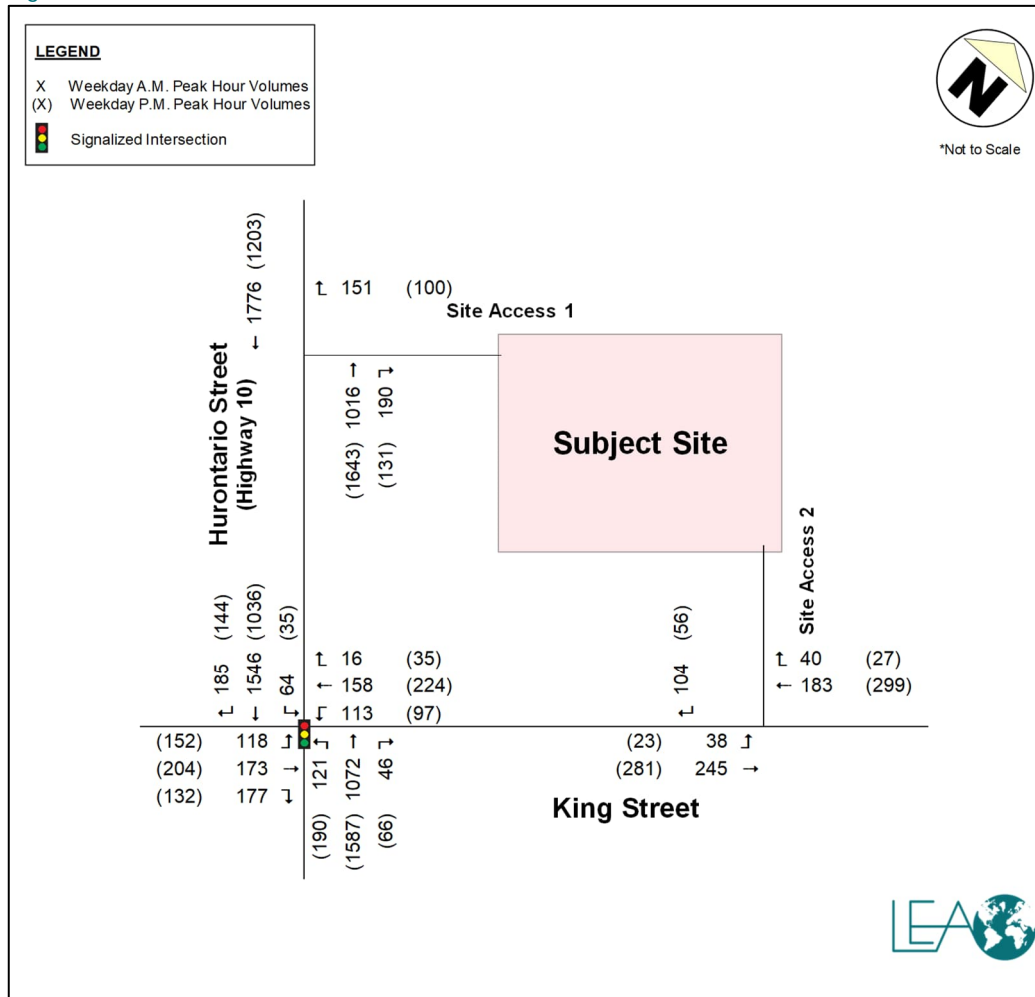 LEGEND
X Weekday A.M. Peak Hour Volumes
(X) Weekday P.M. Peak Hour Volumes
Signalized Intersection
N
*Not to Scale
1776 (1203)
151 (100)
Site Access 1
Hurontario Street
(Highway 10)
(1643) 1016
(131) 190
Subject Site
Site Access 2
185 (144)
1546 (1036)
64 (35)
16 (35)
158 (224)
113 (97)
104 (56)
40 (27)
183 (299)
(152) 118
(204) 173
(132) 177
(190) 121
(1587) 1072
(66) 46
(23) 38
(281) 245
King Street
LEA